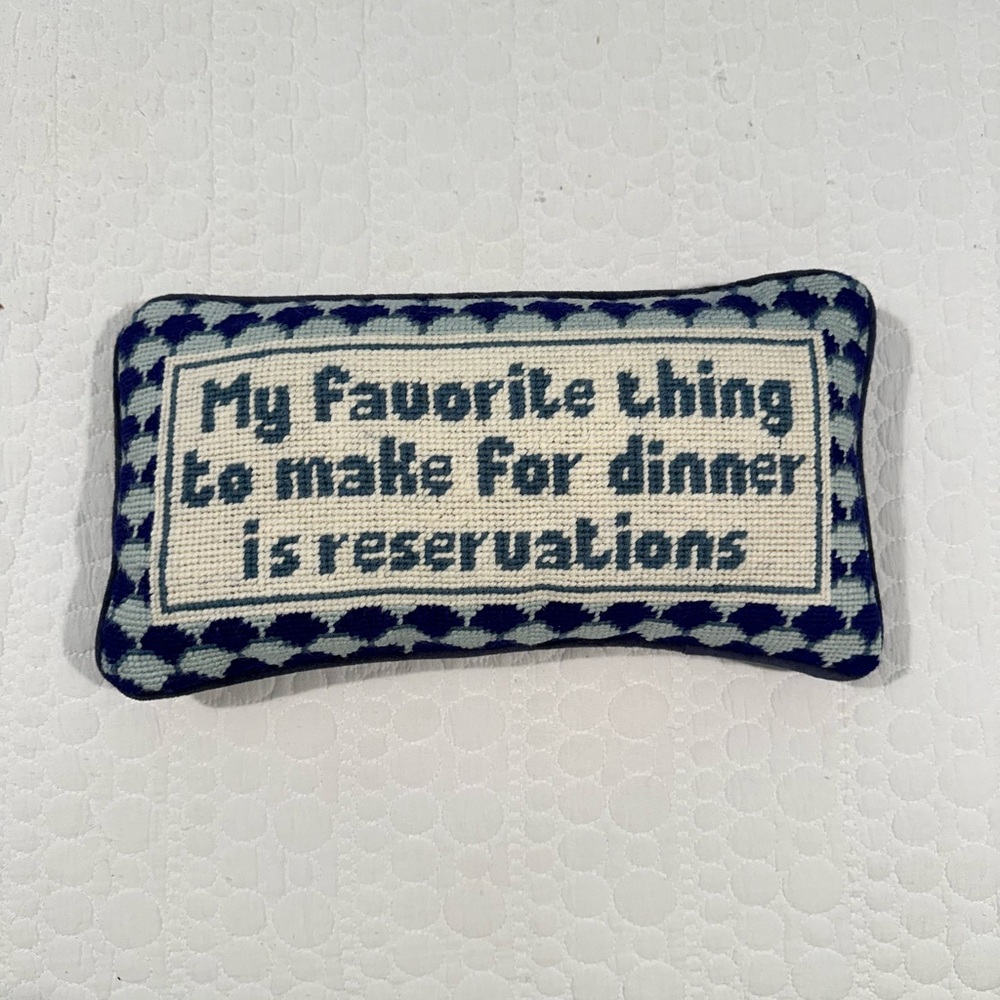 My favorite thing
to make for dinner
is reservations